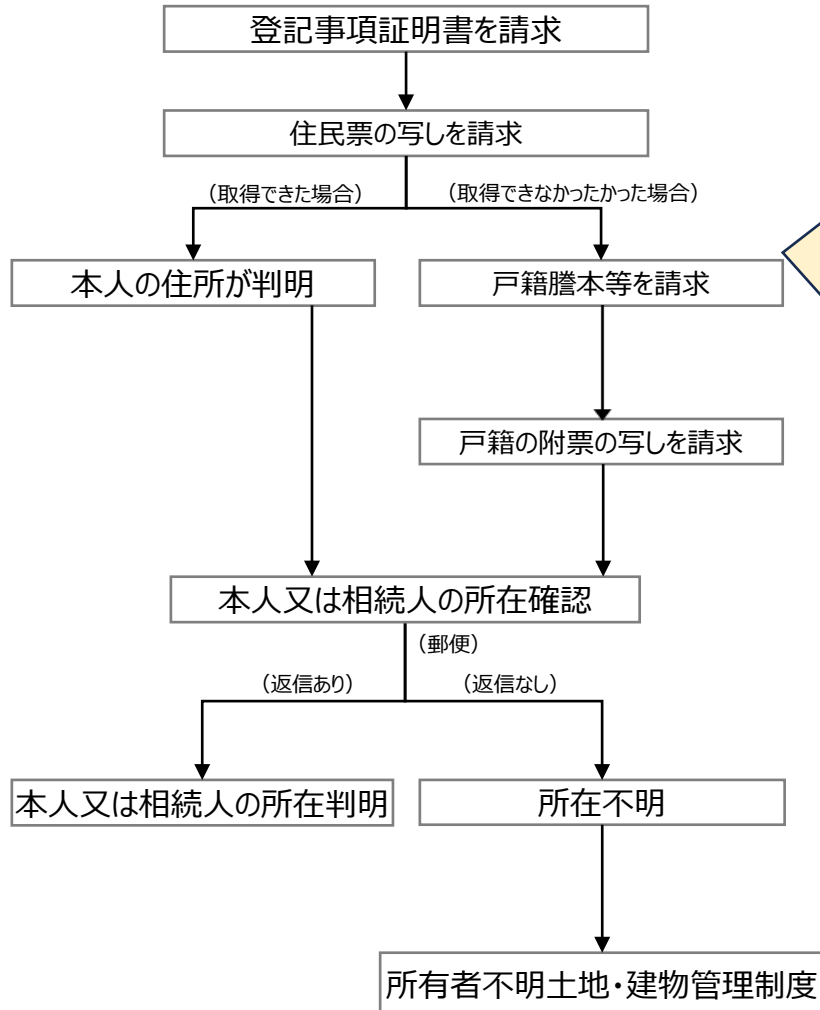 登記事項証明書を請求
住民票の写しを請求
（取得できた場合）
（取得できなかったかった場合）
本人の住所が判明
戸籍謄本等を請求
戸籍の附票の写しを請求
本人又は相続人の所在確認
（郵便）
（返信あり）
（返信なし）
本人又は相続人の所在判明
所在不明
所有者不明土地・建物管理制度